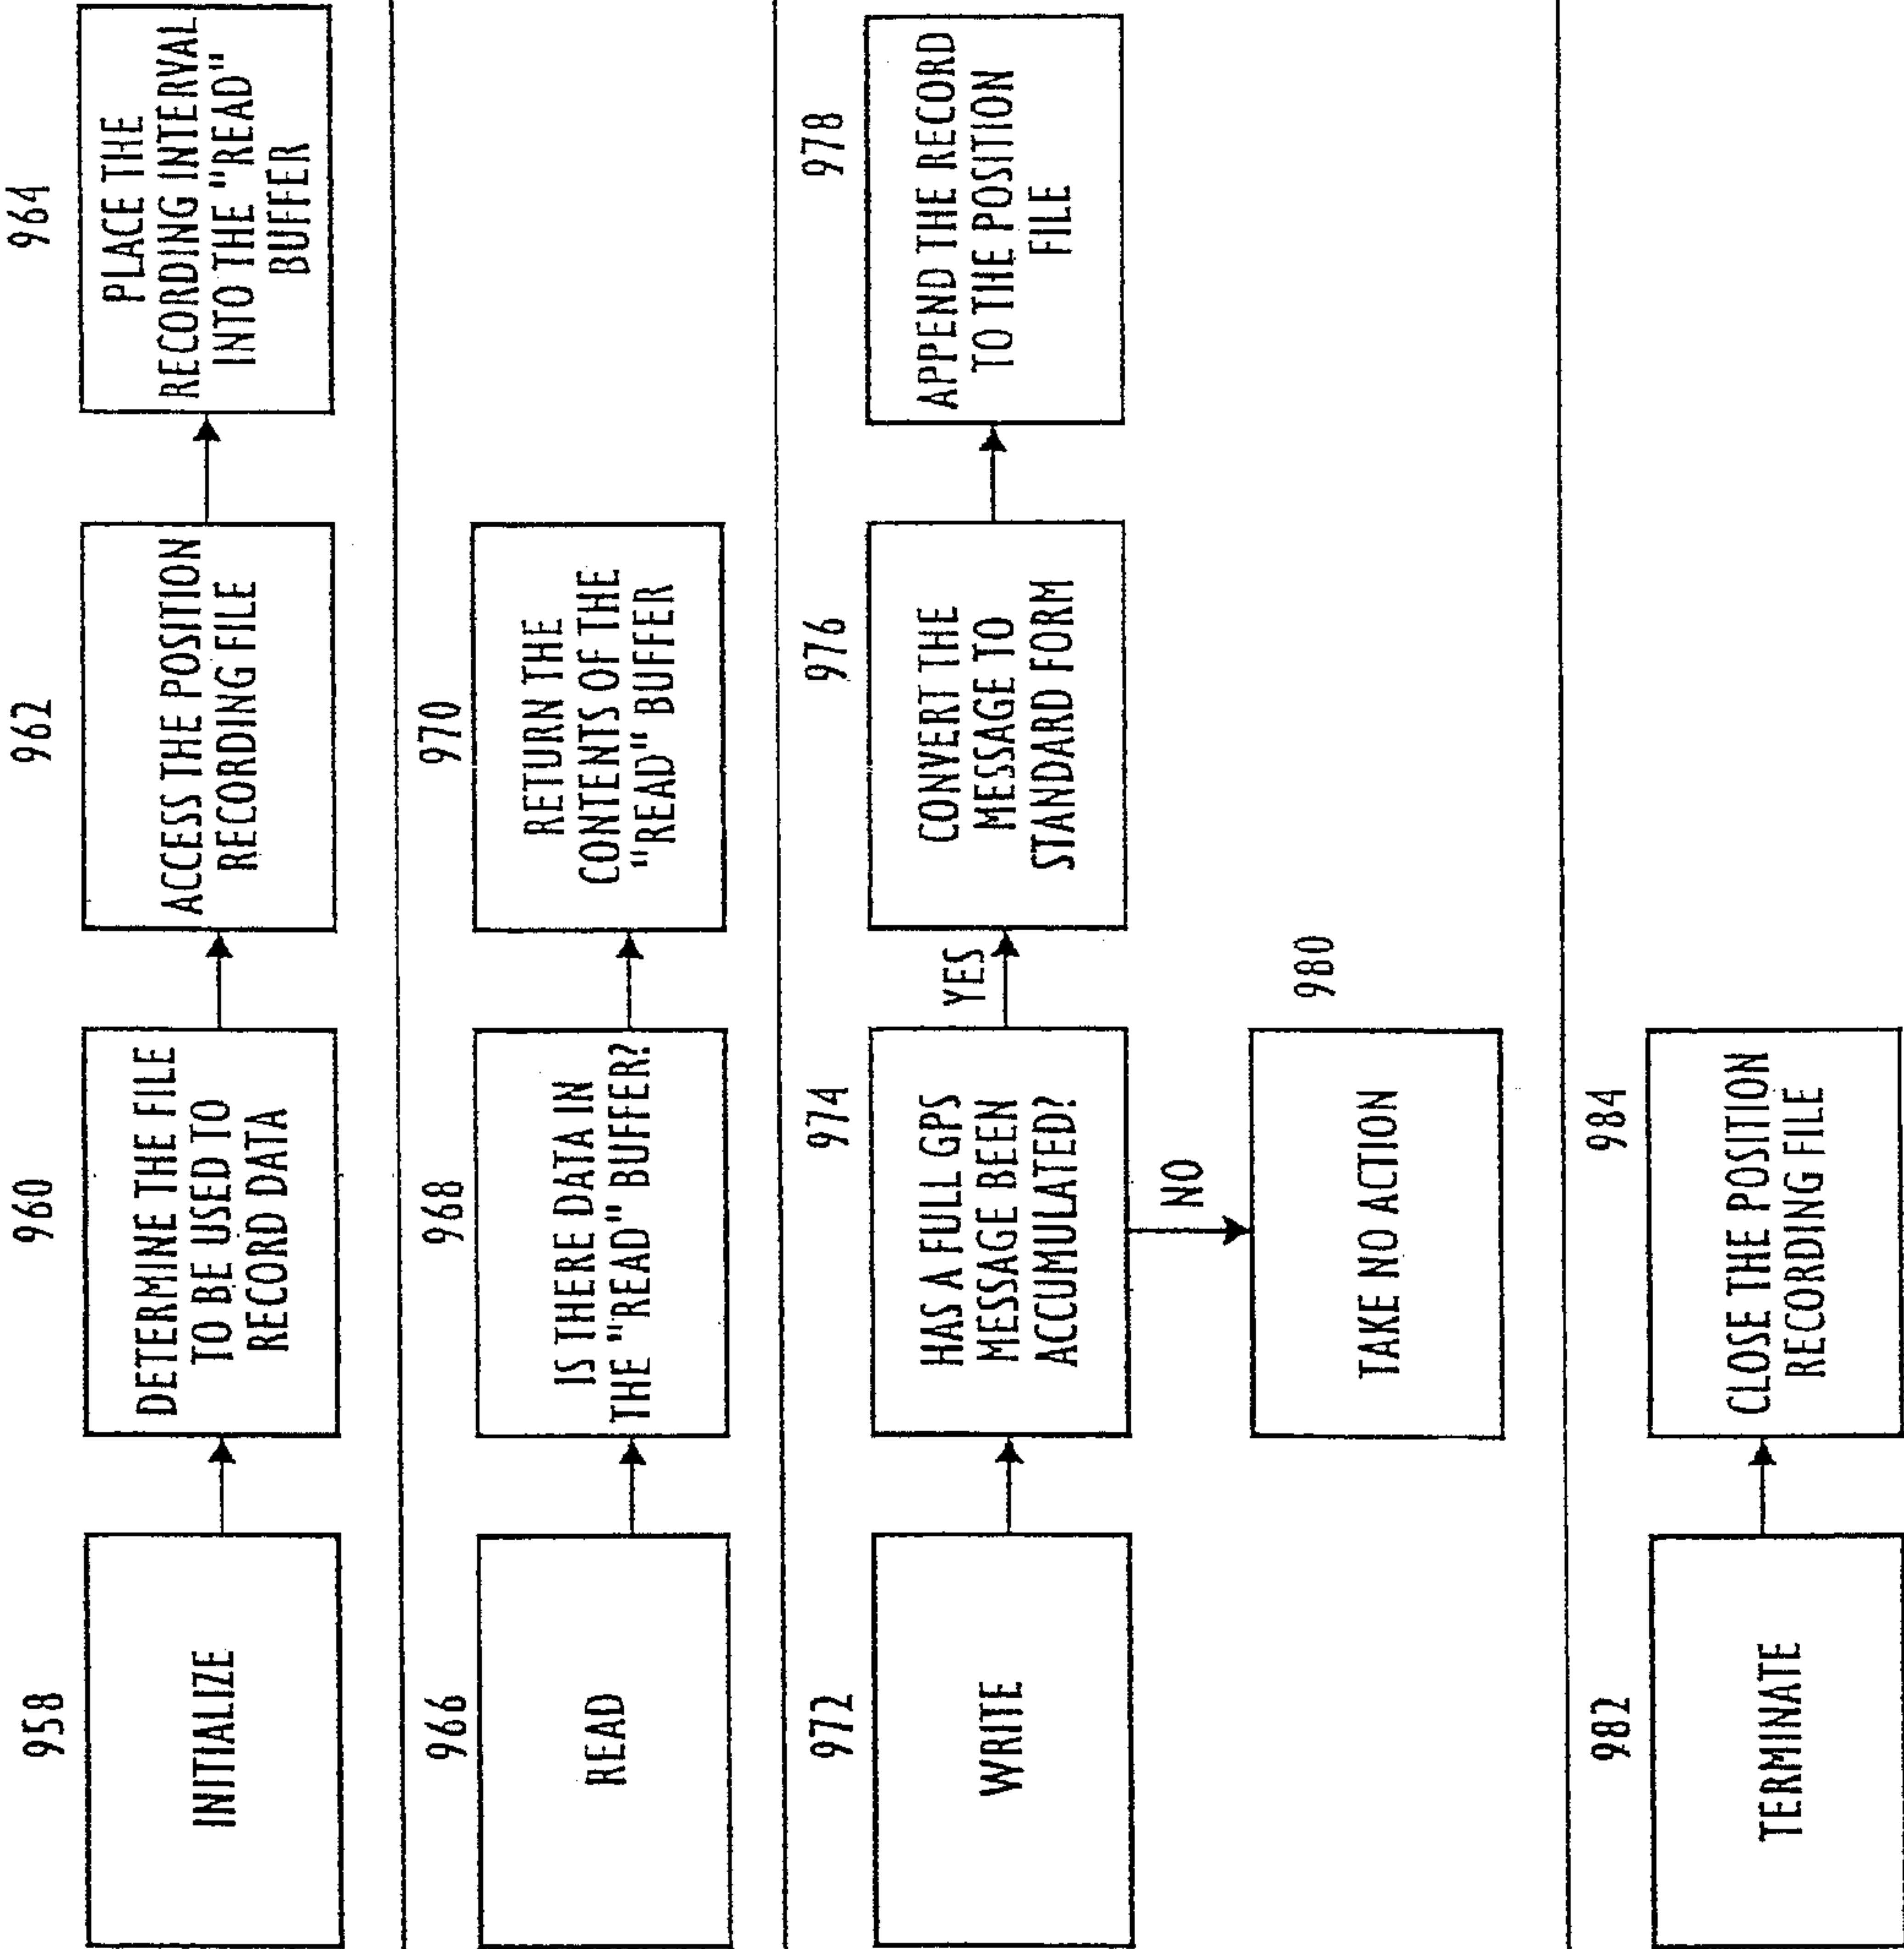 958
INITIALIZE
960
DETERMINE THE FILE
TO BE USED TO
RECORD DATA
962
ACCESS THE POSITION
RECORDING FILE
964
PLACE THE
RECORDING INTERVAL
INTO THE "READ"
BUFFER
966
READ
968
IS THERE DATA IN
THE "READ" BUFFER?
970
RETURN THE
CONTENTS OF THE
"READ" BUFFER
972
WRITE
974
HAS A FULL GPS
MESSAGE BEEN
ACCUMULATED?
YES
976
CONVERT THE
MESSAGE TO
STANDARD FORM
978
APPEND THE RECORD
TO THE POSITION
FILE
NO
980
TAKE NO ACTION
982
TERMINATE
984
CLOSE THE POSITION
RECORDING FILE